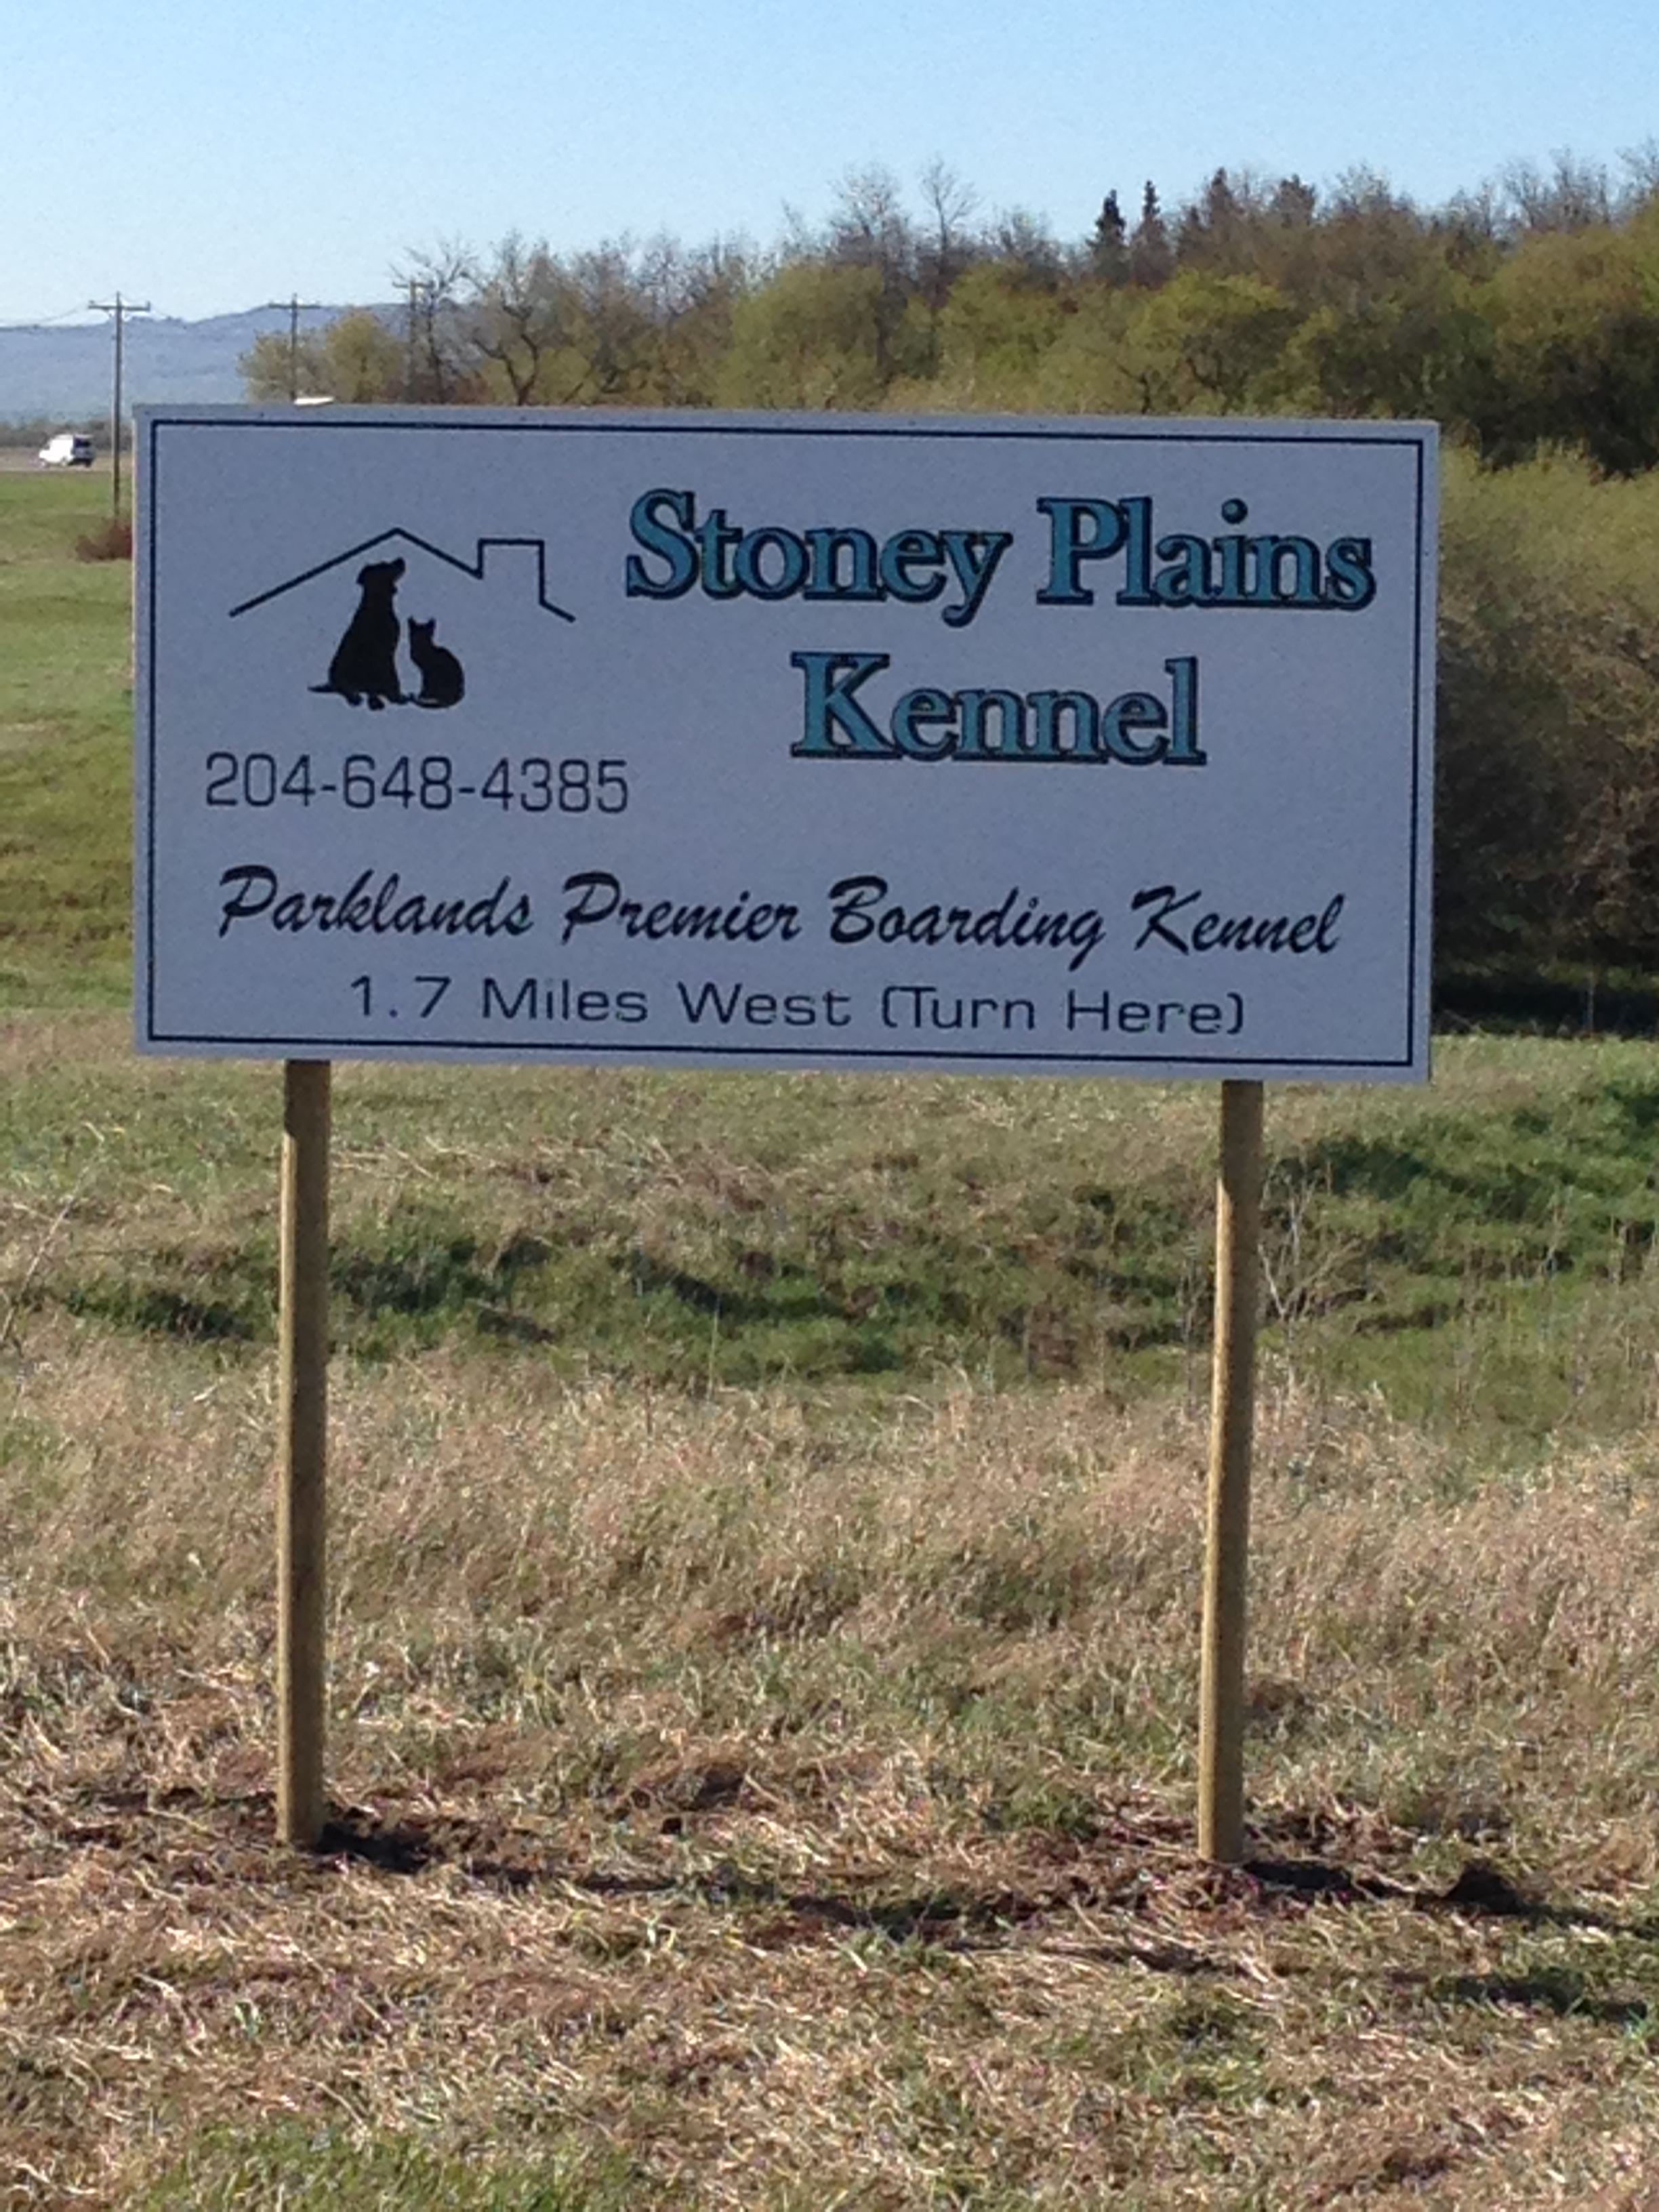 Stoney Plains
Kennel
204-648-4385
Parklands Premier Boarding Kennel
1.7 Miles West (Turn Here)